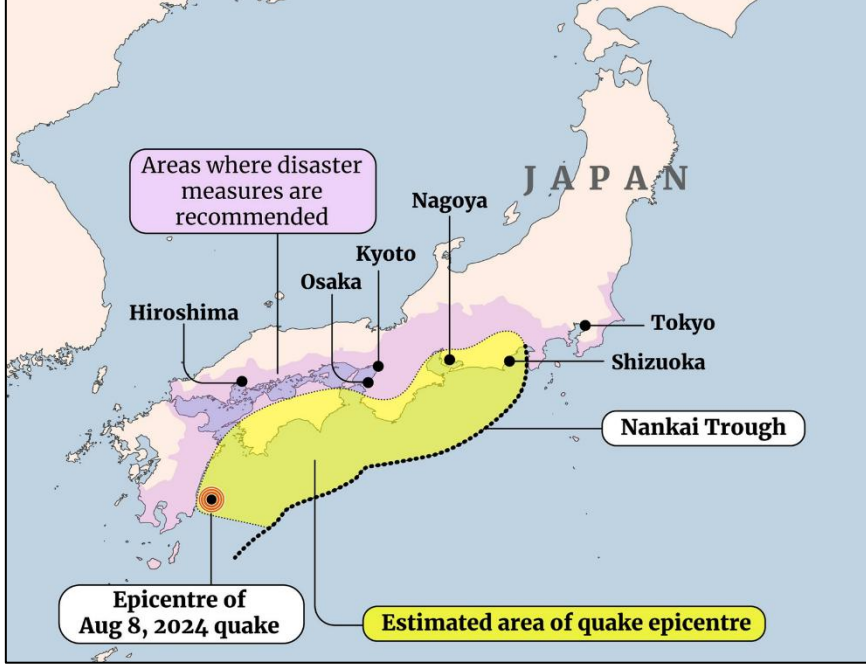 JAPAN
Areas where disaster
measures are
recommended
Nagoya
Kyoto
Osaka
Hiroshima
Tokyo
Shizuoka
Nankai Trough
Epicentre of
Aug 8, 2024 quake
Estimated area of quake epicentre